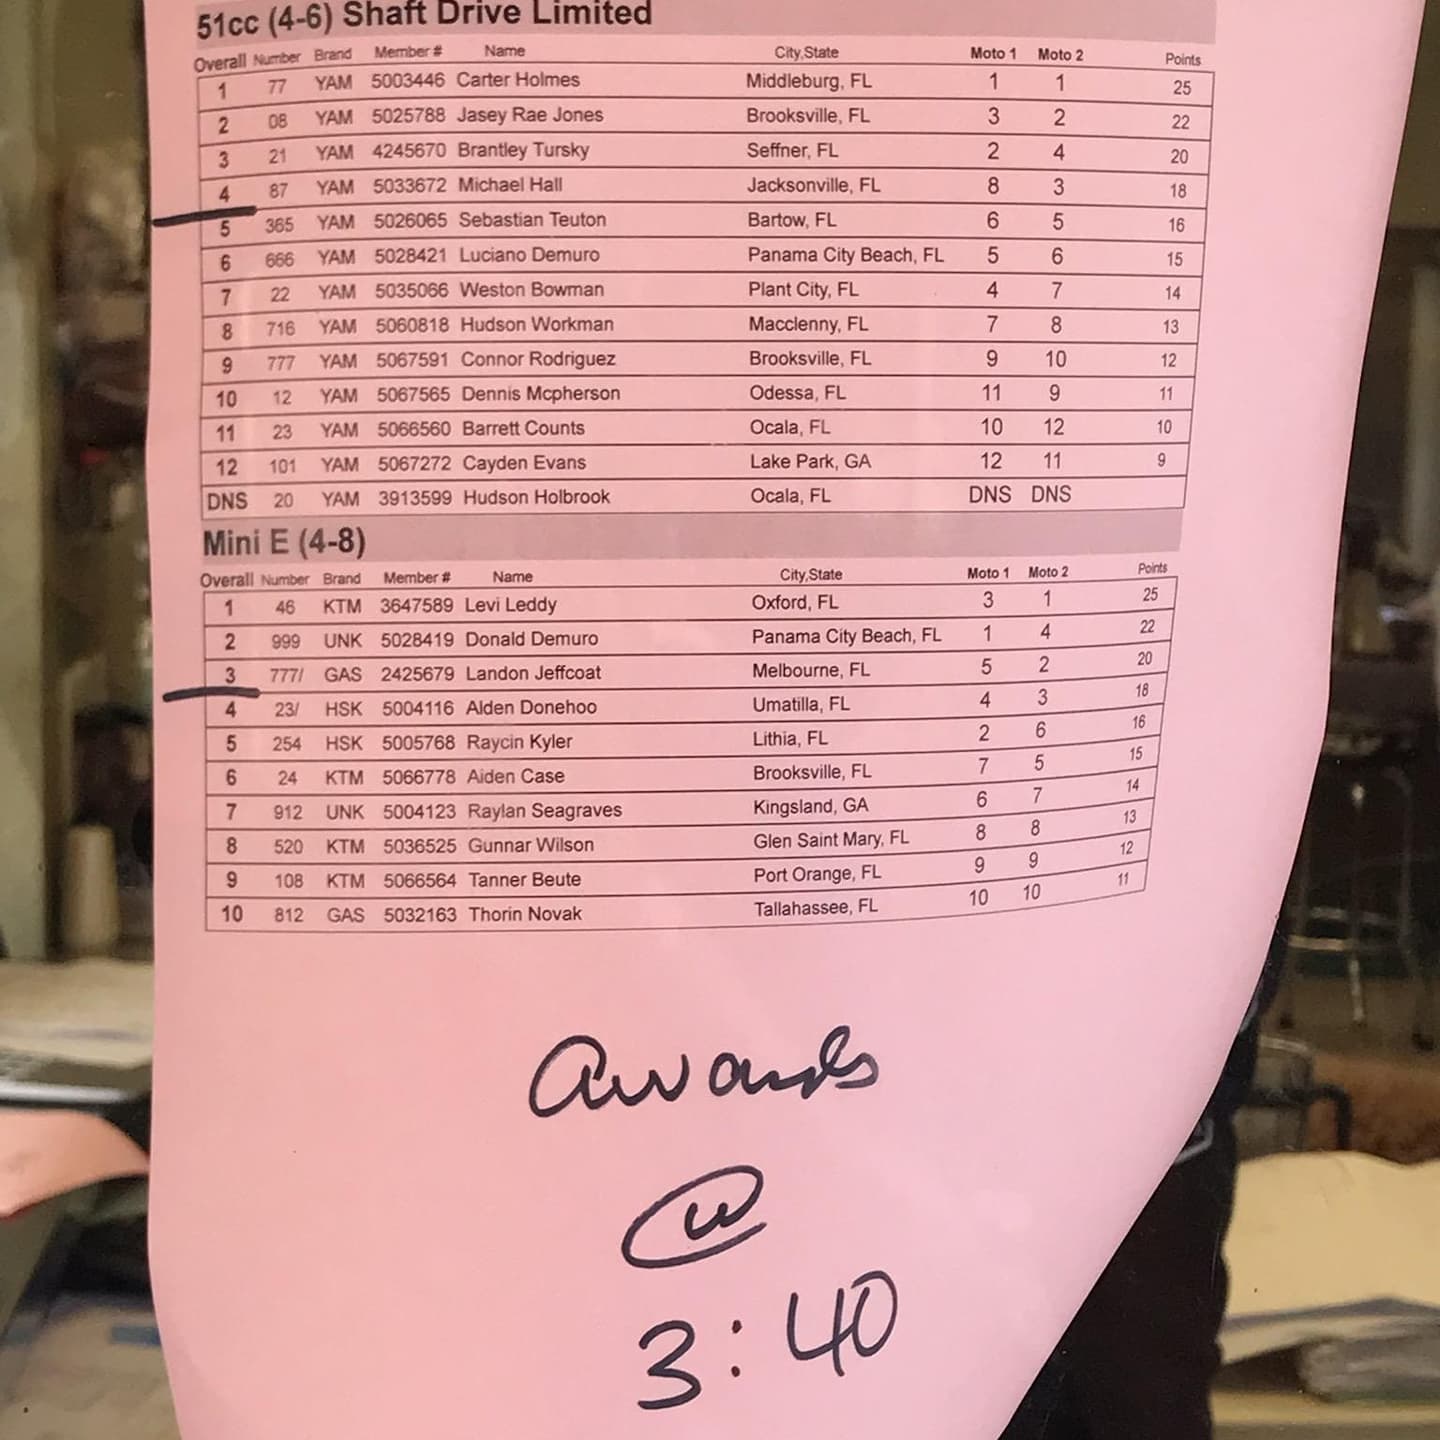 51cc (4-6) Shaft Drive Limited
Overall Number Brand Member # Name City,State Moto 1 Moto 2 Points
1 77 YAM 5003446 Carter Holmes Middleburg, FL 1 1 25
2 08 YAM 5025788 Jasey Rae Jones Brooksville, FL 3 2 22
3 21 YAM 4245670 Brantley Tursky Seffner, FL 2 4 20
4 87 YAM 5033672 Michael Hall Jacksonville, FL 8 3 18
5 365 YAM 5026065 Sebastian Teuton Bartow, FL 6 5 16
6 666 YAM 5028421 Luciano Demuro Panama City Beach, FL 5 6 15
7 22 YAM 5035066 Weston Bowman Plant City, FL 4 7 14
8 716 YAM 5060818 Hudson Workman Macclenny, FL 7 8 13
9 777 YAM 5067591 Connor Rodriguez Brooksville, FL 9 10 12
10 12 YAM 5067565 Dennis Mcpherson Odessa, FL 11 9 11
11 23 YAM 5066560 Barrett Counts Ocala, FL 10 12 10
12 101 YAM 5067272 Cayden Evans Lake Park, GA 12 11 9
DNS 20 YAM 3913599 Hudson Holbrook Ocala, FL DNS DNS
Mini E (4-8)
Overall Number Brand Member # Name City,State Moto 1 Moto 2 Points
1 46 KTM 3647589 Levi Leddy Oxford, FL 3 1 25
2 999 UNK 5028419 Donald Demuro Panama City Beach, FL 1 4 22
3 777/ GAS 2425679 Landon Jeffcoat Melbourne, FL 5 2 20
4 23/ HSK 5004116 Alden Donehoo Umatilla, FL 4 3 18
5 254 HSK 5005768 Raycin Kyler Lithia, FL 2 6 16
6 24 KTM 5066778 Aiden Case Brooksville, FL 7 5 15
7 912 UNK 5004123 Raylan Seagraves Kingsland, GA 6 7 14
8 520 KTM 5036525 Gunnar Wilson Glen Saint Mary, FL 8 8 13
9 108 KTM 5066564 Tanner Beute Port Orange, FL 9 9 12
10 812 GAS 5032163 Thorin Novak Tallahassee, FL 10 10 11
Awards
@
3:40